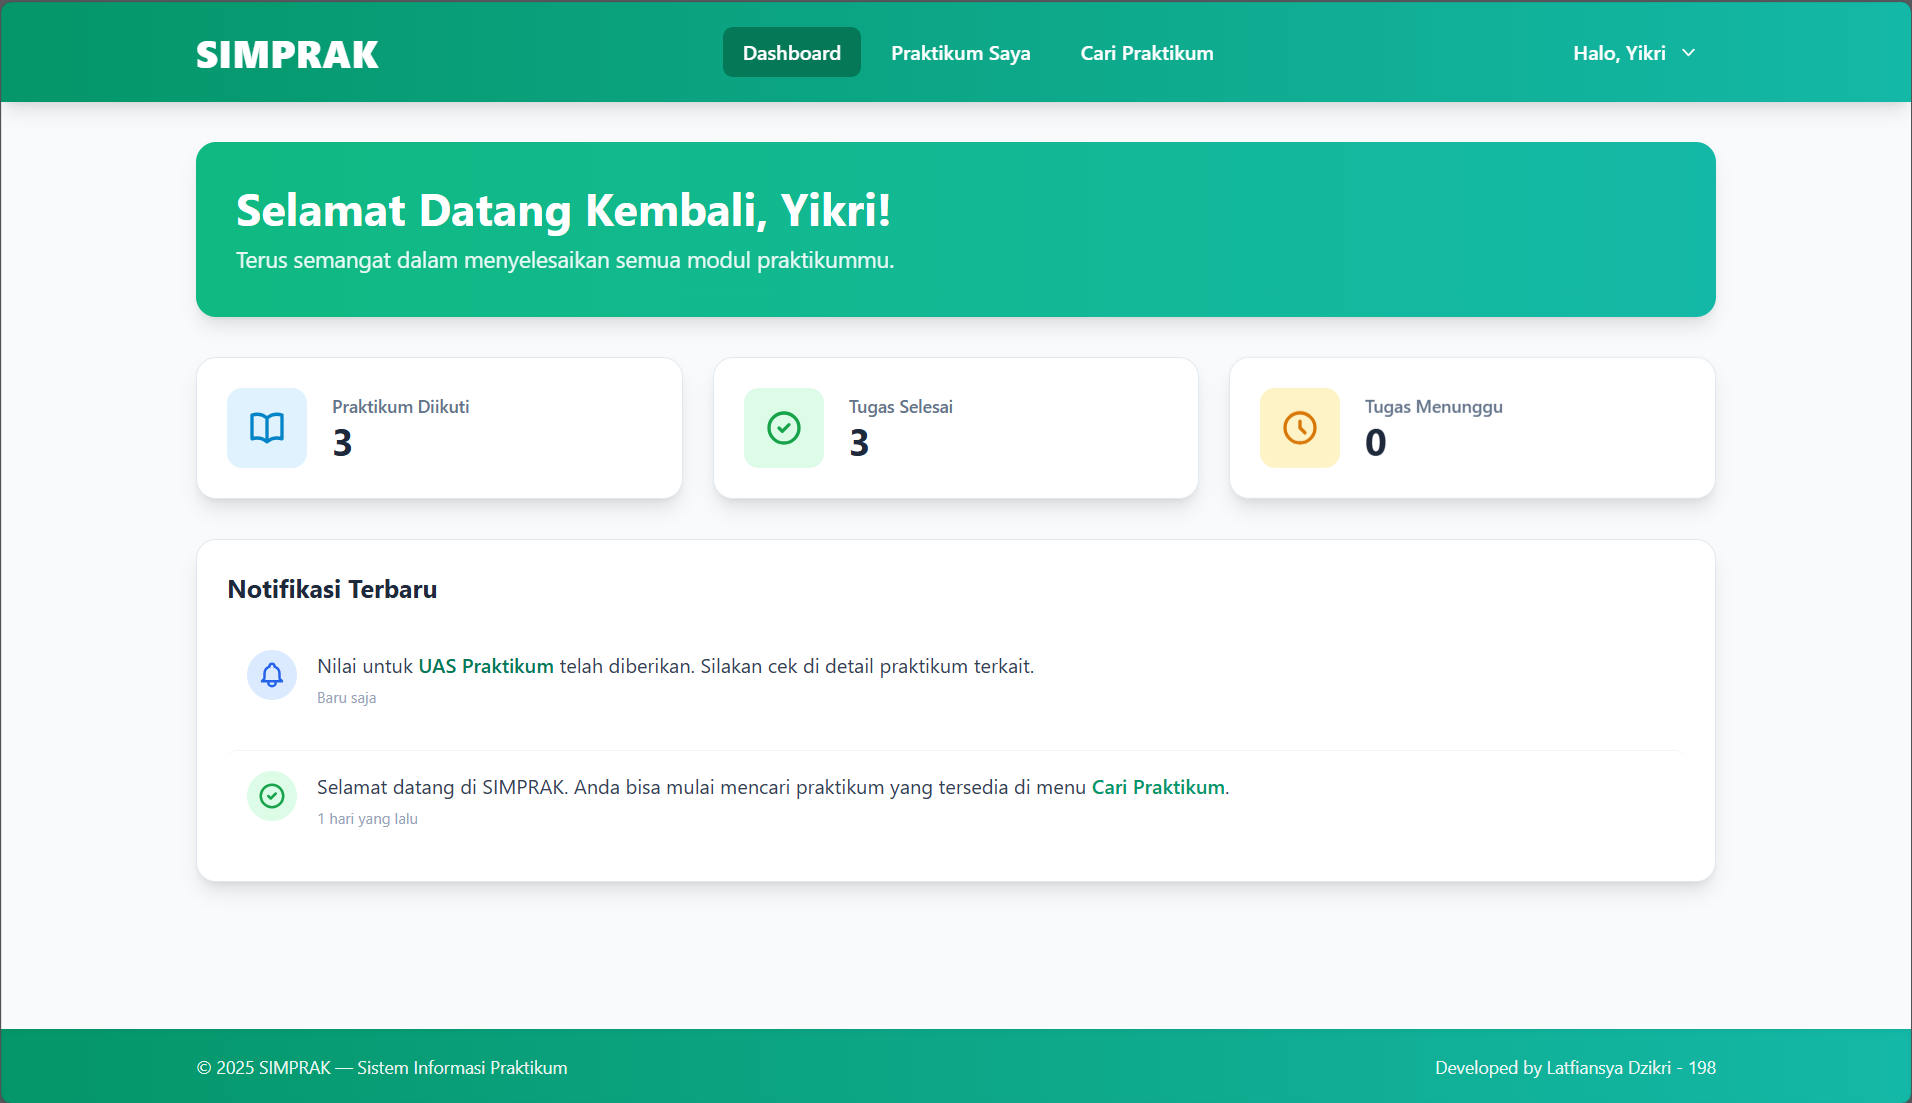 SIMPRAK
Dashboard
Praktikum Saya
Cari Praktikum
Halo, Yikri
Selamat Datang Kembali, Yikri!
Terus semangat dalam menyelesaikan semua modul praktikummu.
Praktikum Diikuti
3
Tugas Selesai
3
Tugas Menunggu
0
Notifikasi Terbaru
Nilai untuk UAS Praktikum telah diberikan. Silakan cek di detail praktikum terkait.
Baru saja
Selamat datang di SIMPRAK. Anda bisa mulai mencari praktikum yang tersedia di menu Cari Praktikum.
1 hari yang lalu
© 2025 SIMPRAK — Sistem Informasi Praktikum
Developed by Latfiansya Dzikri - 198